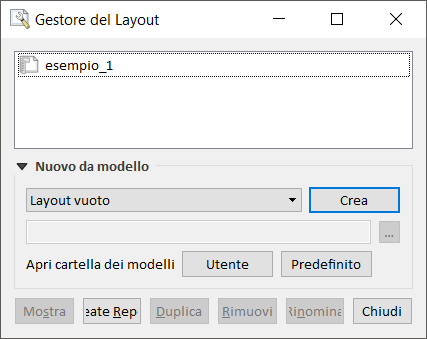 Gestore del Layout
esempio_1
Nuovo da modello
Layout vuoto
Crea
...
Apri cartella dei modelli Utente Predefinito
Mostra eate Repo Duplica Rimuovi Rinomina Chiudi